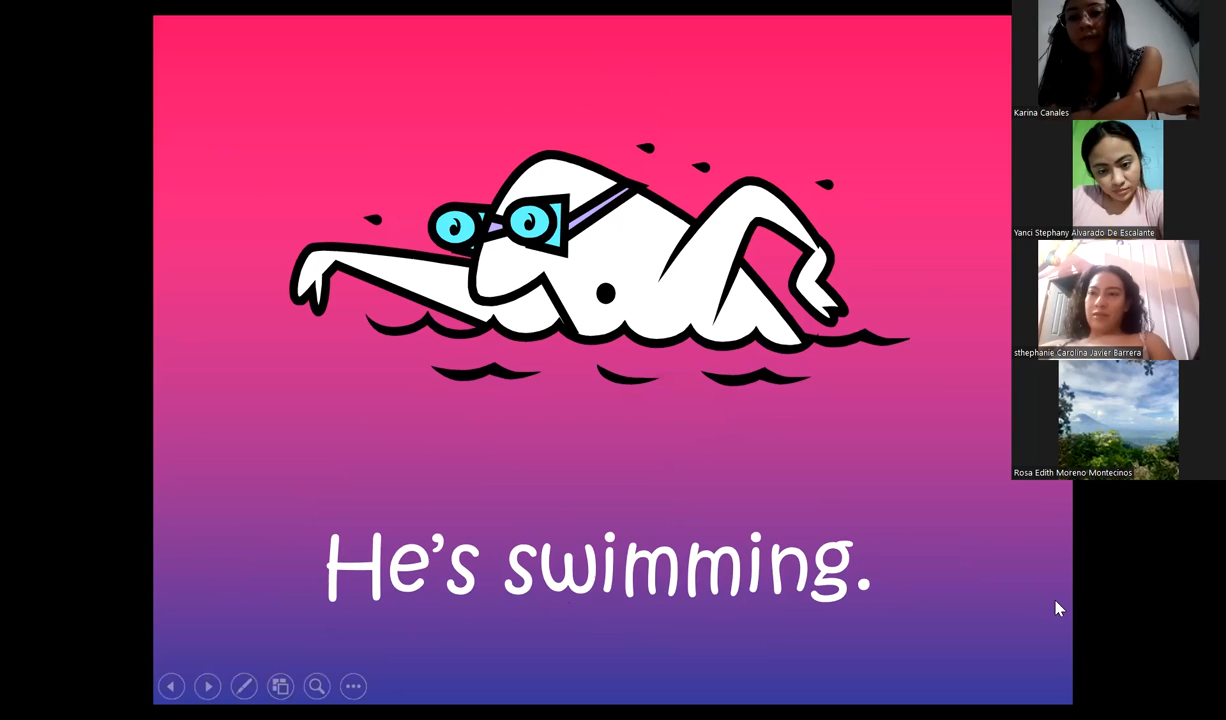 Karina Canales
Yanci Stephany Alvarado De Escalante
sthephanie Carolina Javier Barrera
Rosa Edith Moreno Montecinos
He's swimming.